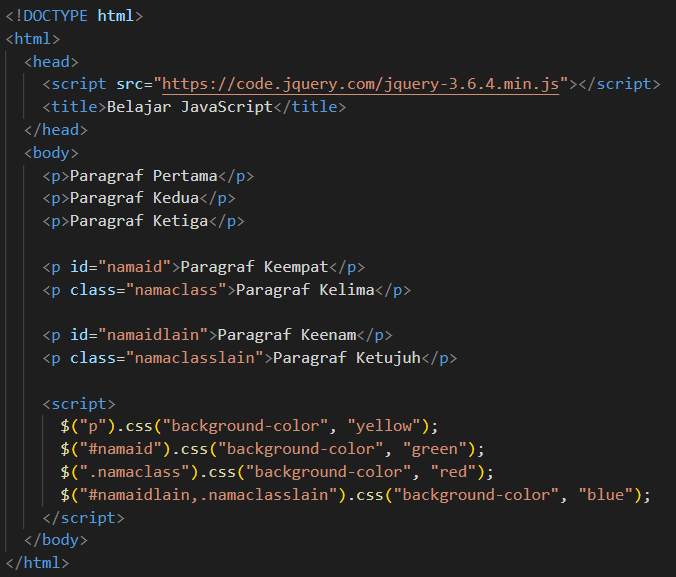 <!DOCTYPE html>
<html>
<head>
<script src="https://code.jquery.com/jquery-3.6.4.min.js"></script>
<title>Belajar JavaScript</title>
</head>
<body>
<p>Paragraf Pertama</p>
<p>Paragraf Kedua</p>
<p>Paragraf Ketiga</p>
<p id="namaid">Paragraf Keempat</p>
<p class="namaclass">Paragraf Kelima</p>
<p id="namaidlain">Paragraf Keenam</p>
<p class="namaclasslain">Paragraf Ketujuh</p>
<script>
$("p").css("background-color", "yellow");
$("#namaid").css("background-color", "green");
$(".namaclass").css("background-color", "red");
$("#namaidlain,.namaclasslain").css("background-color", "blue");
</script>
</body>
</html>